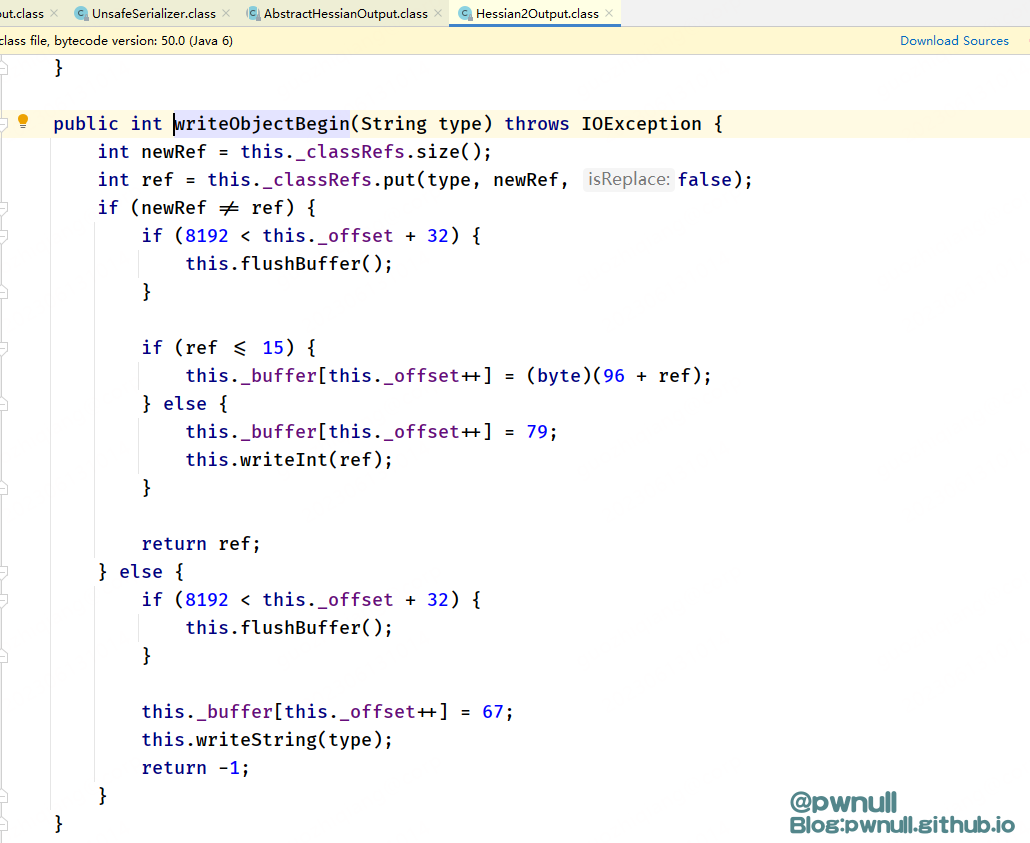 out.class × UnsafeSerializer.class × AbstractHessianOutput.class × Hessian2Output.class ×
class file, bytecode version: 50.0 (Java 6) Download Sources
}
public int writeObjectBegin(String type) throws IOException {
int newRef = this._classRefs.size();
int ref = this._classRefs.put(type, newRef, isReplace: false);
if (newRef ≠ ref) {
if (8192 < this._offset + 32) {
this.flushBuffer();
}
if (ref ⩽ 15) {
this._buffer[this._offset++] = (byte)(96 + ref);
} else {
this._buffer[this._offset++] = 79;
this.writeInt(ref);
}
return ref;
} else {
if (8192 < this._offset + 32) {
this.flushBuffer();
}
this._buffer[this._offset++] = 67;
this.writeString(type);
return -1;
}
}
@pwnull
Blog:pwnull.github.io